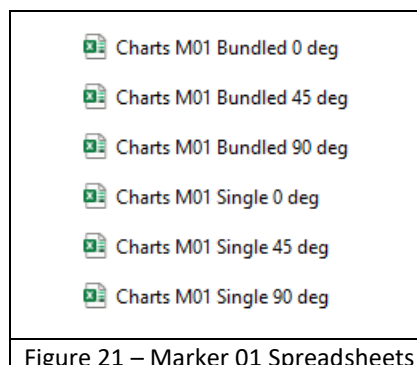 Charts M01 Bundled 0 deg
Charts M01 Bundled 45 deg
Charts M01 Bundled 90 deg
Charts M01 Single 0 deg
Charts M01 Single 45 deg
Charts M01 Single 90 deg
Figure 21 – Marker 01 Spreadsheets